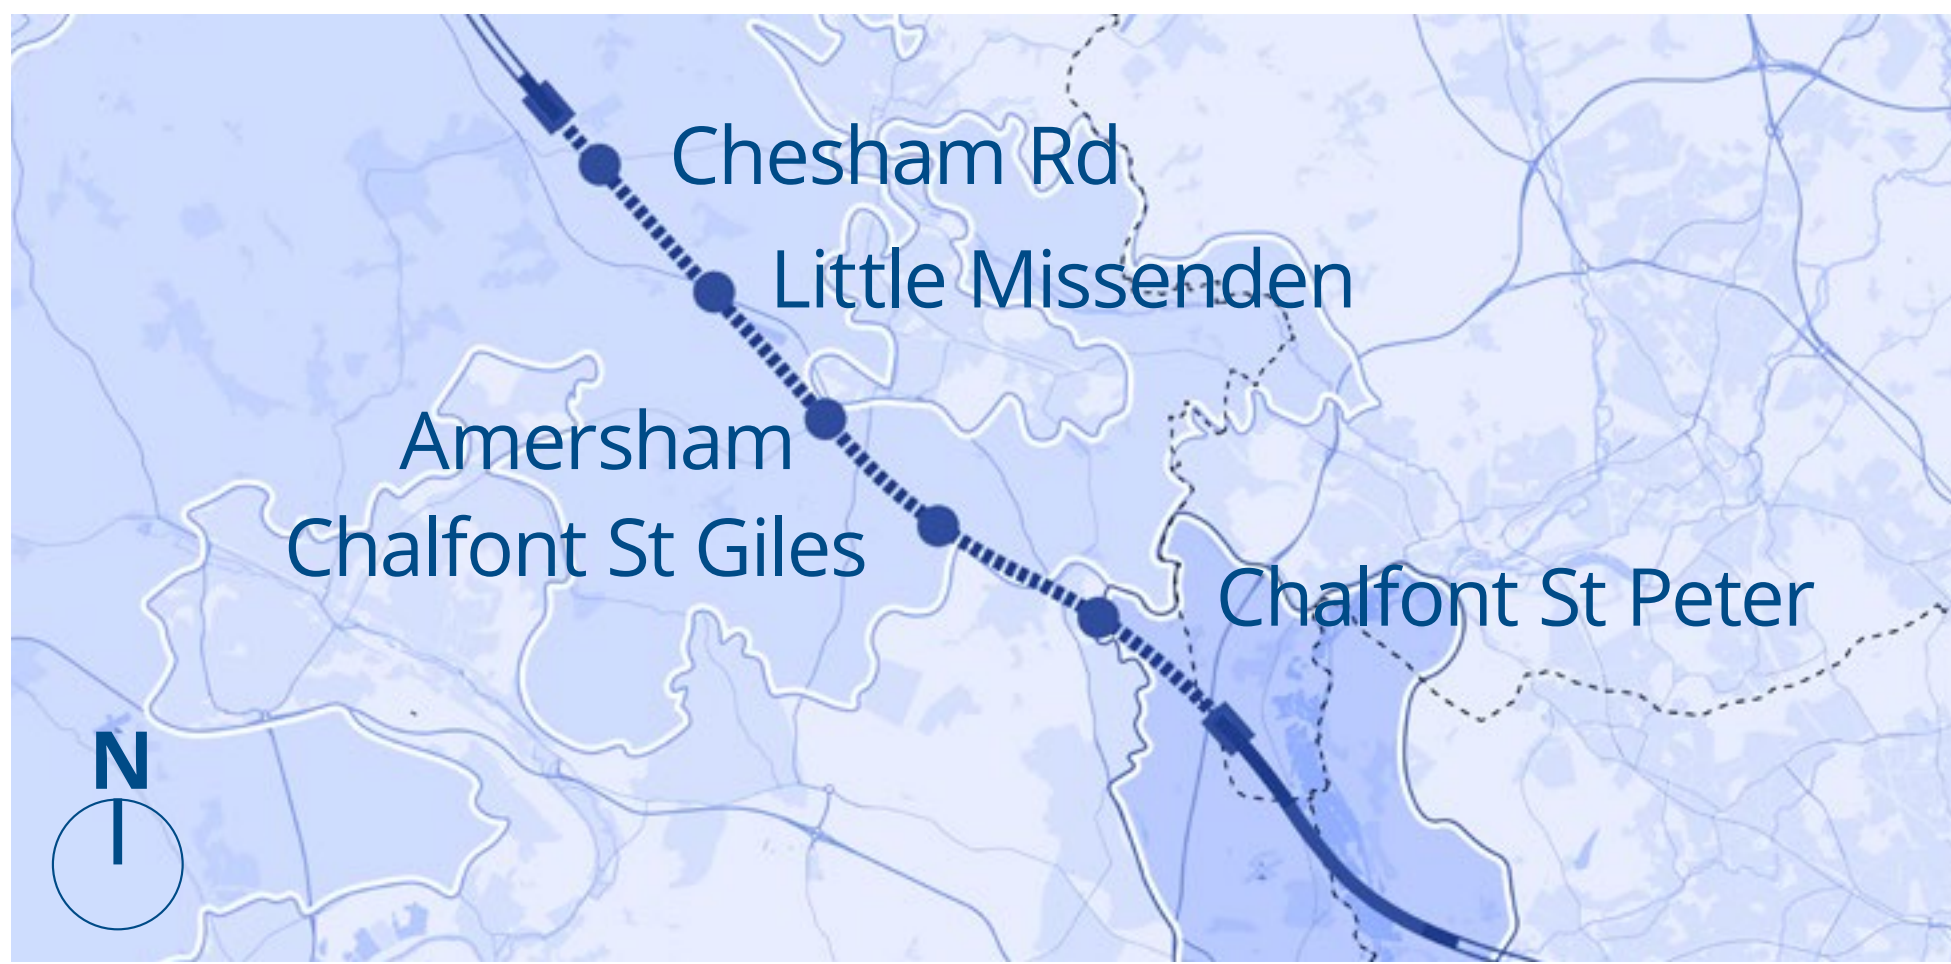 Chesham Rd
Little Missenden
Amersham
Chalfont St Giles
Chalfont St Peter
N